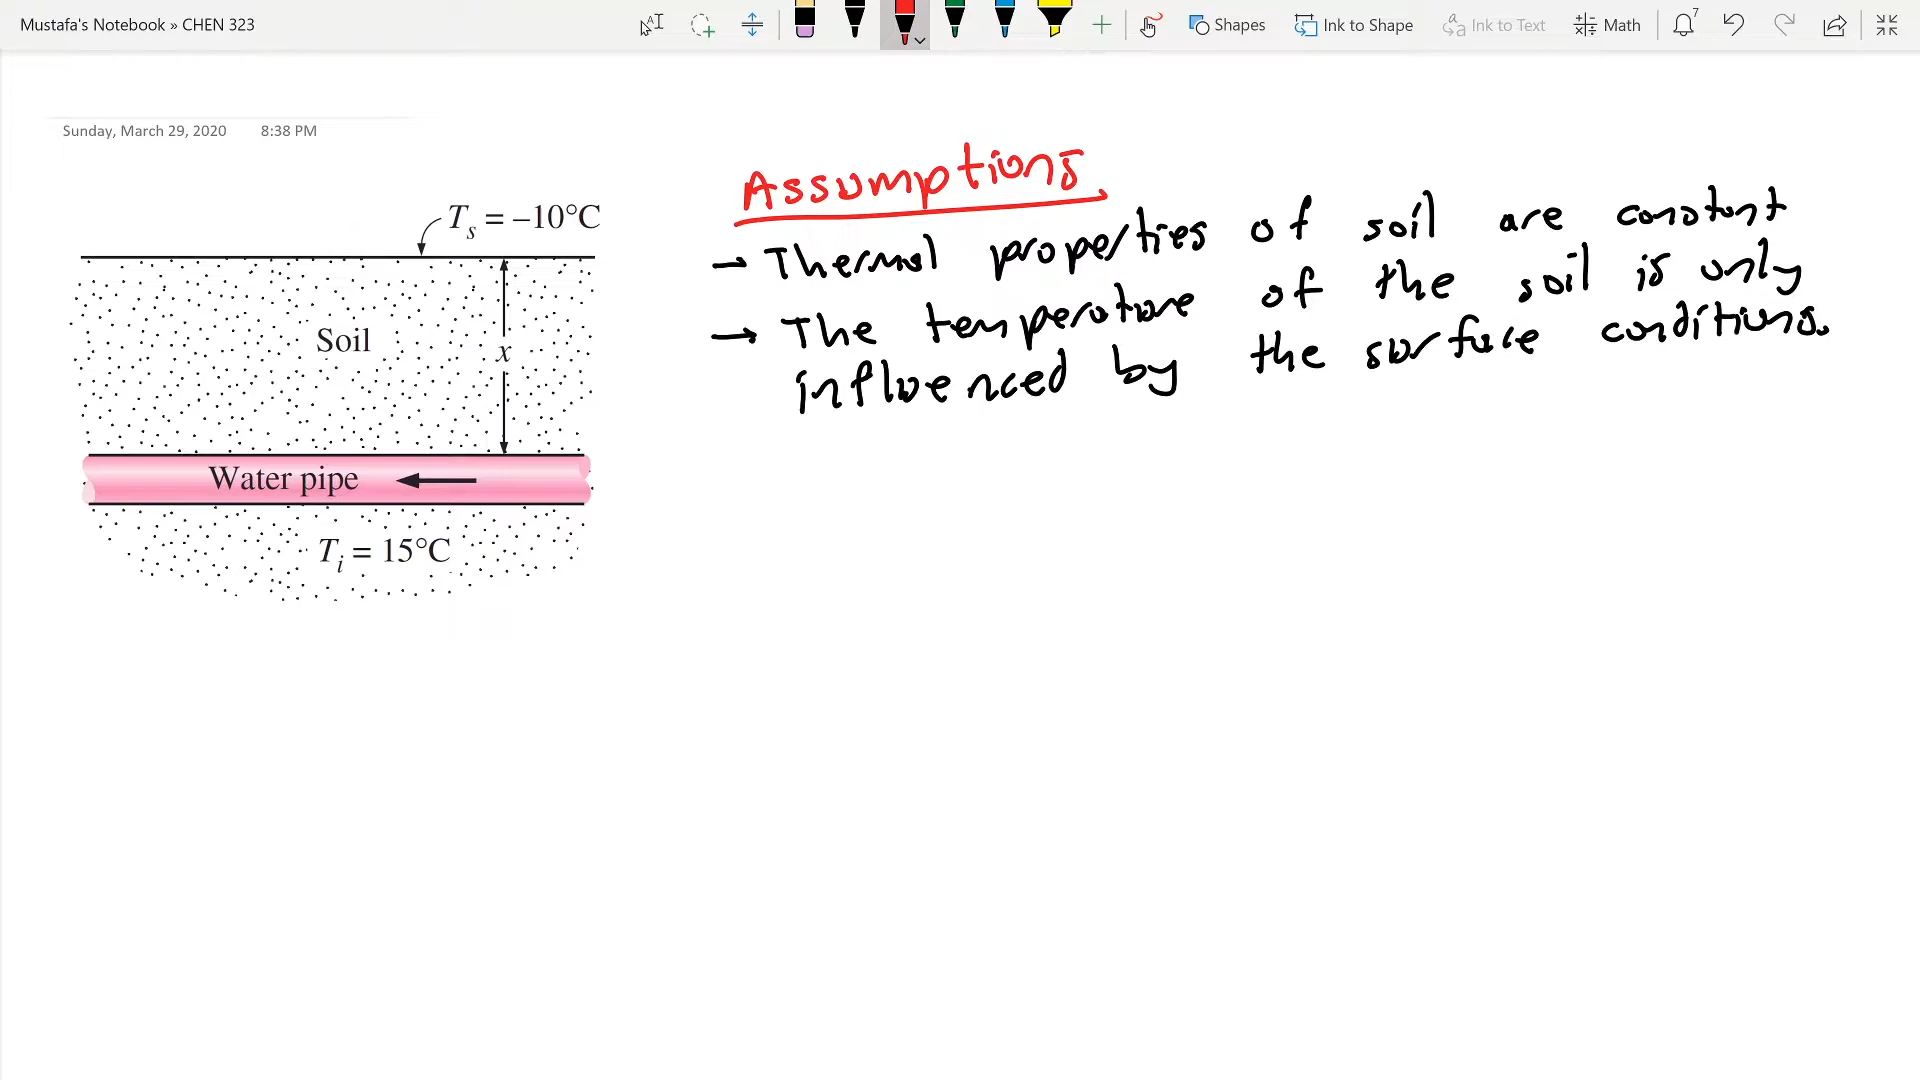 Mustafa's Notebook » CHEN 323
Shapes
Ink to Shape
Ink to Text
Math
7
Sunday, March 29, 2020 8:38 PM
Assumptions
→ Thermal properties of soil are constant
→ The temperature of the soil is only
influenced by the surface conditions.
Ts = –10°C
Soil
x
Water pipe
Ti = 15°C